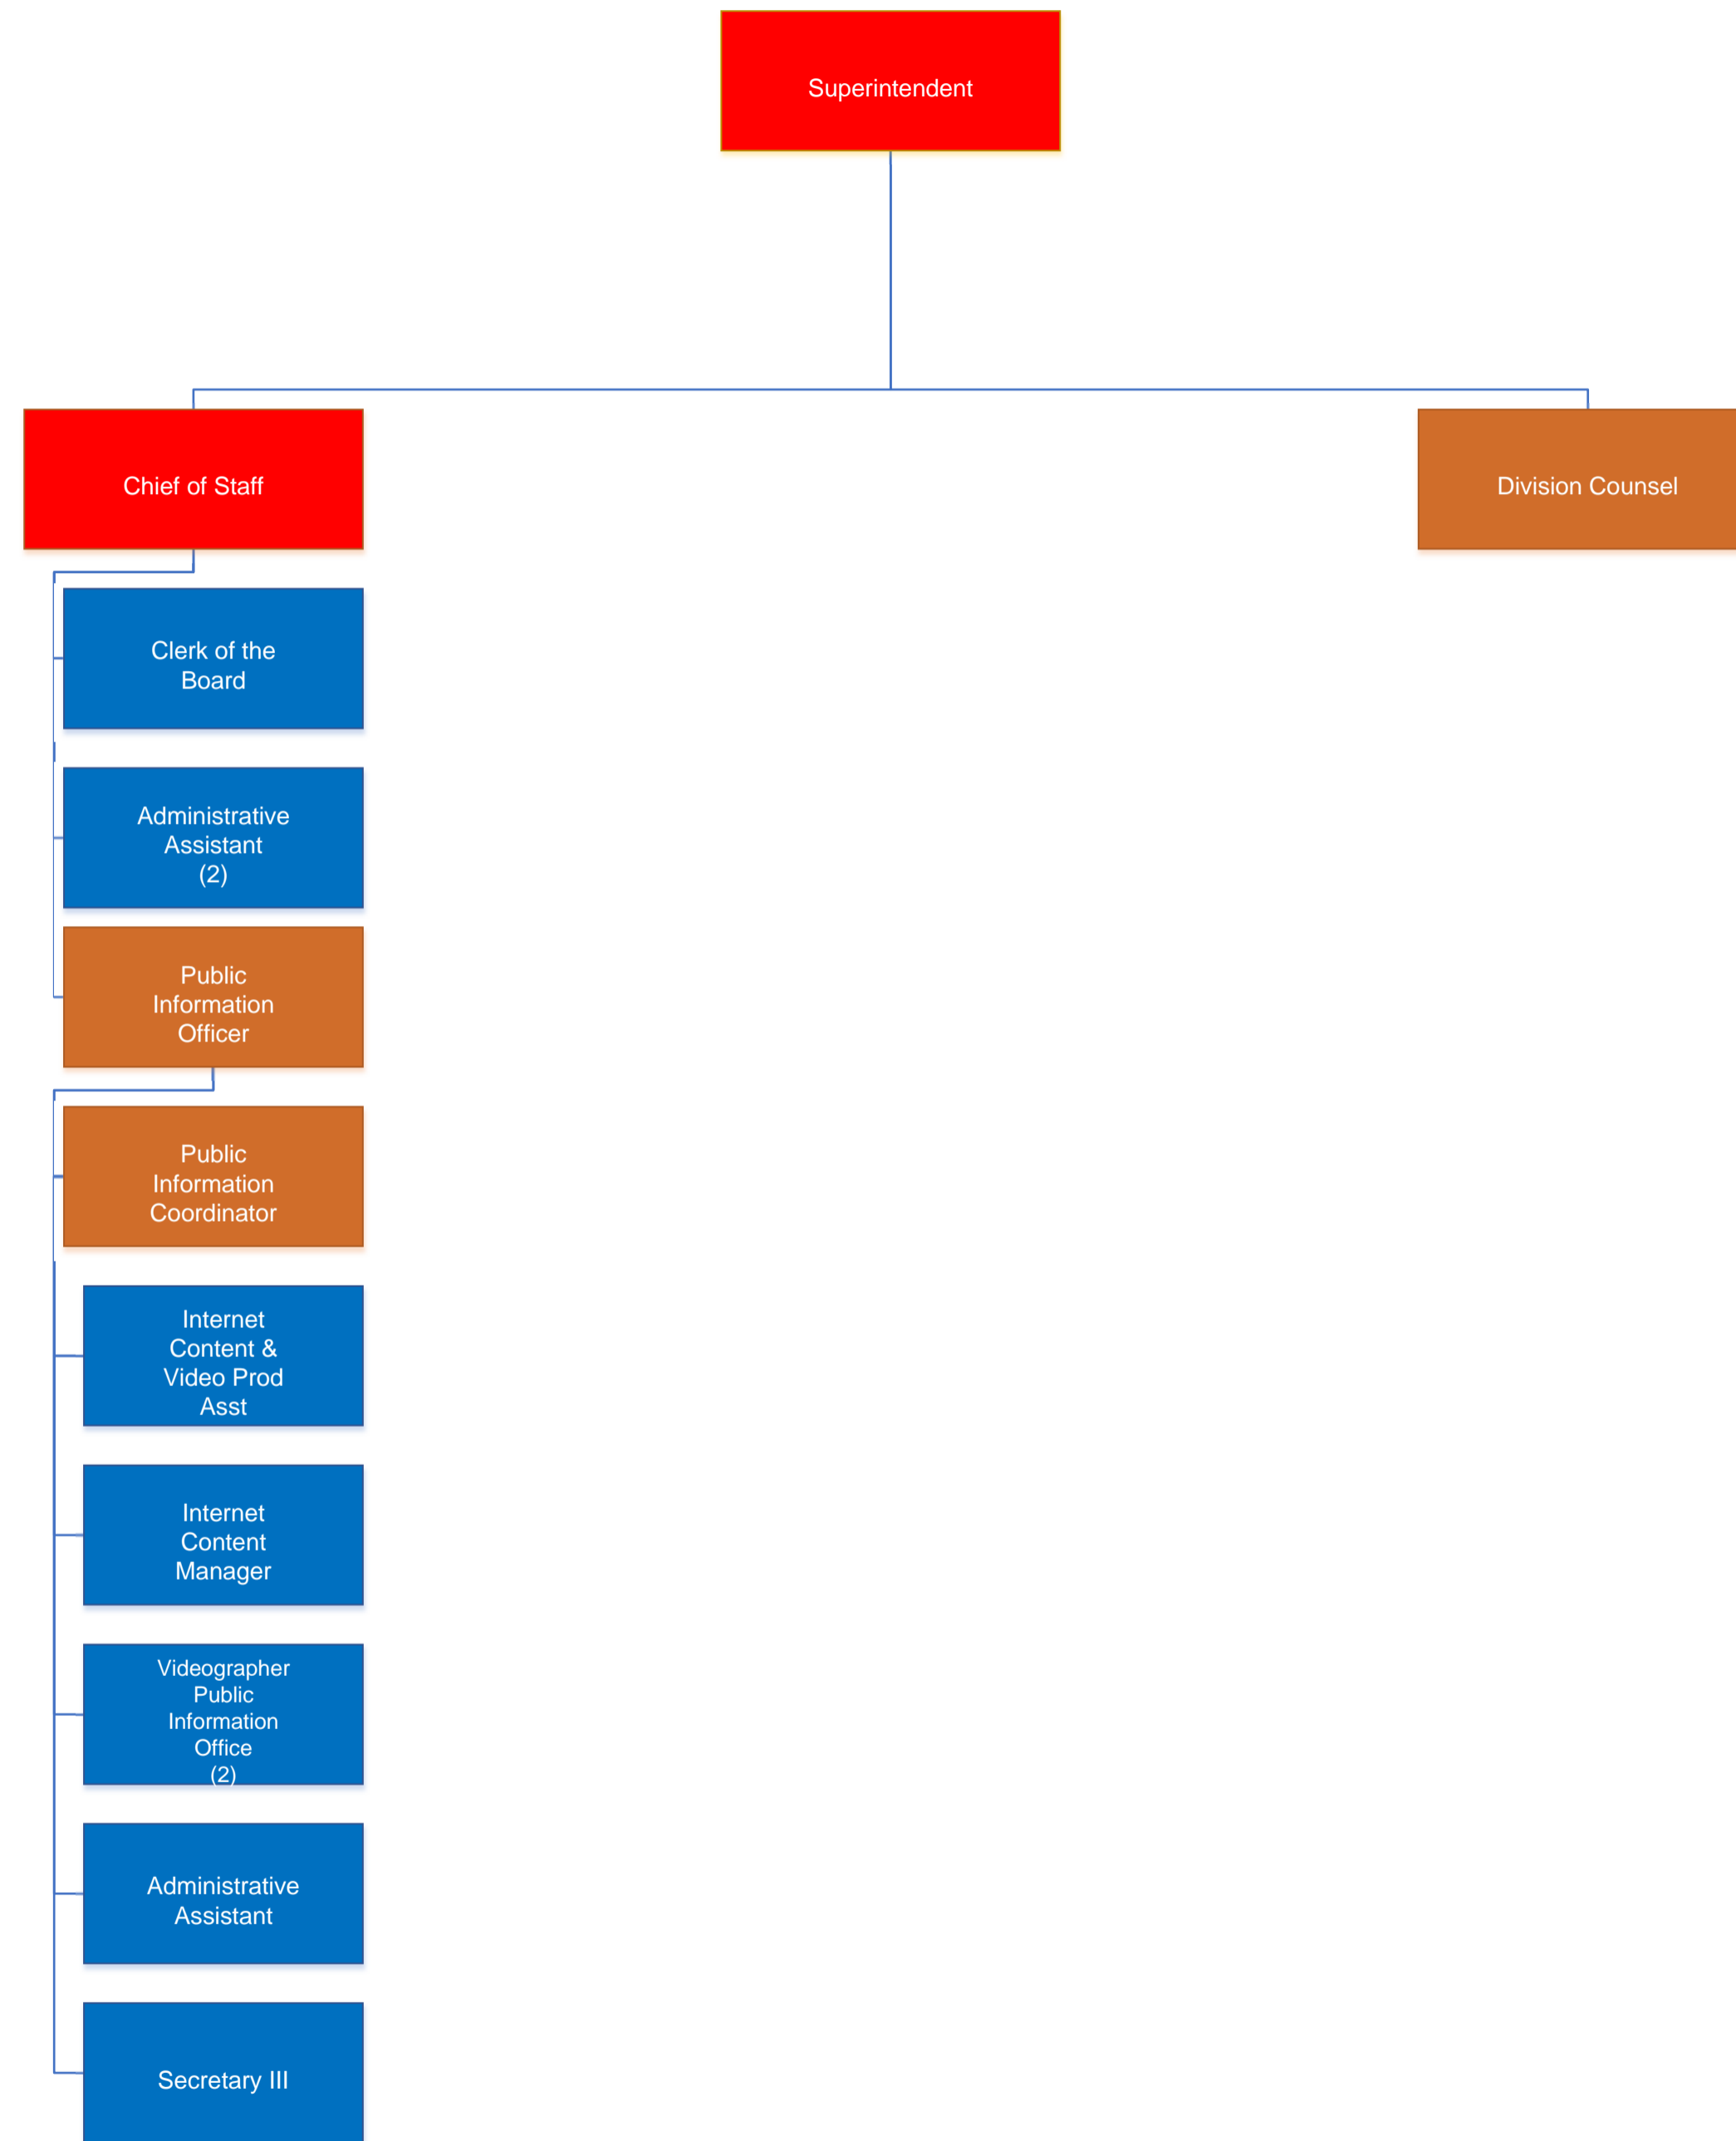 Superintendent
Chief of Staff
Division Counsel
Clerk of the
Board
Administrative
Assistant
(2)
Public
Information
Officer
Public
Information
Coordinator
Internet
Content &
Video Prod
Asst
Internet
Content
Manager
Videographer
Public
Information
Office
(2)
Administrative
Assistant
Secretary III